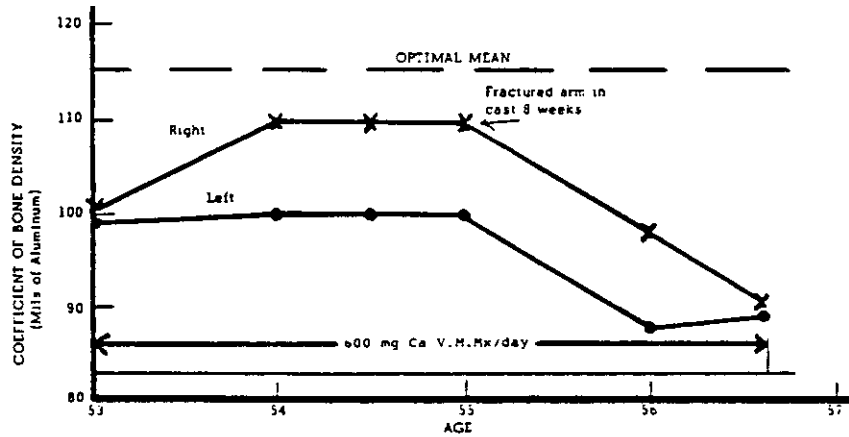 120
110
100
90
80
COEFFICIENT OF BONE DENSITY
(Mils of Aluminum)
OPTIMAL MEAN
Fractured arm in
cast 8 weeks
Right
Left
600 mg Ca V.M.Mx/day
53
54
55
56
57
AGE